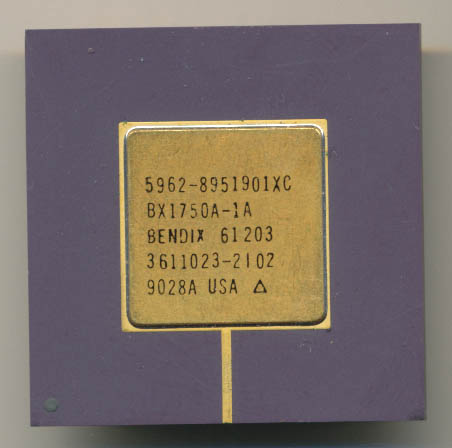 5962-8951901XC
BX1750A-1A
BENDIX 61203
3611023-2102
9028A USA △